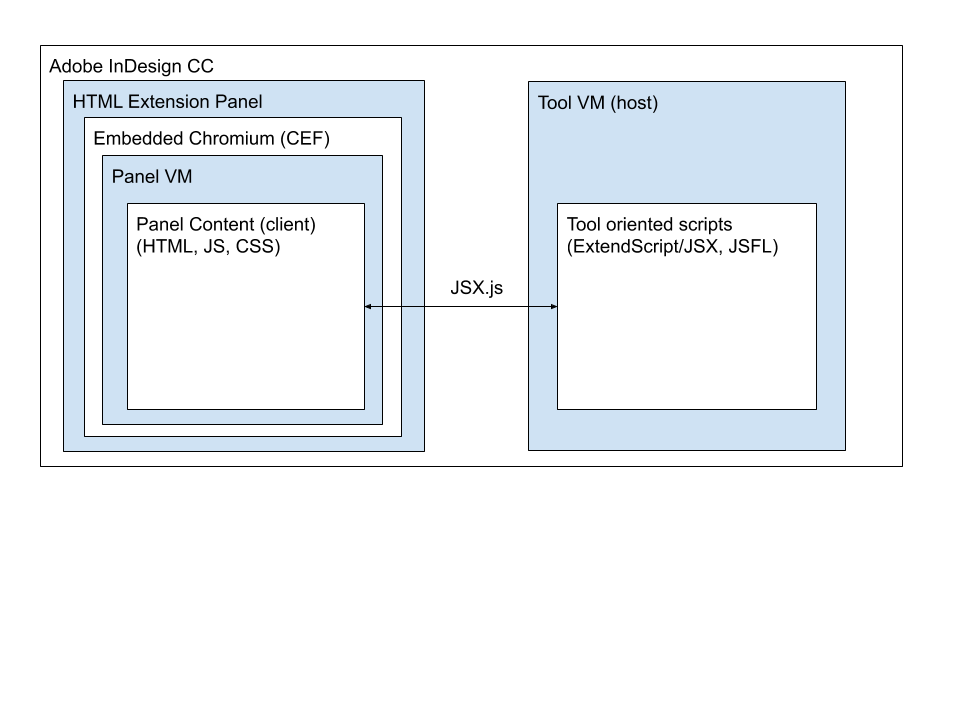 Adobe InDesign CC
HTML Extension Panel
Embedded Chromium (CEF)
Panel VM
Panel Content (client)
(HTML, JS, CSS)
JSX.js
Tool VM (host)
Tool oriented scripts
(ExtendScript/JSX, JSFL)